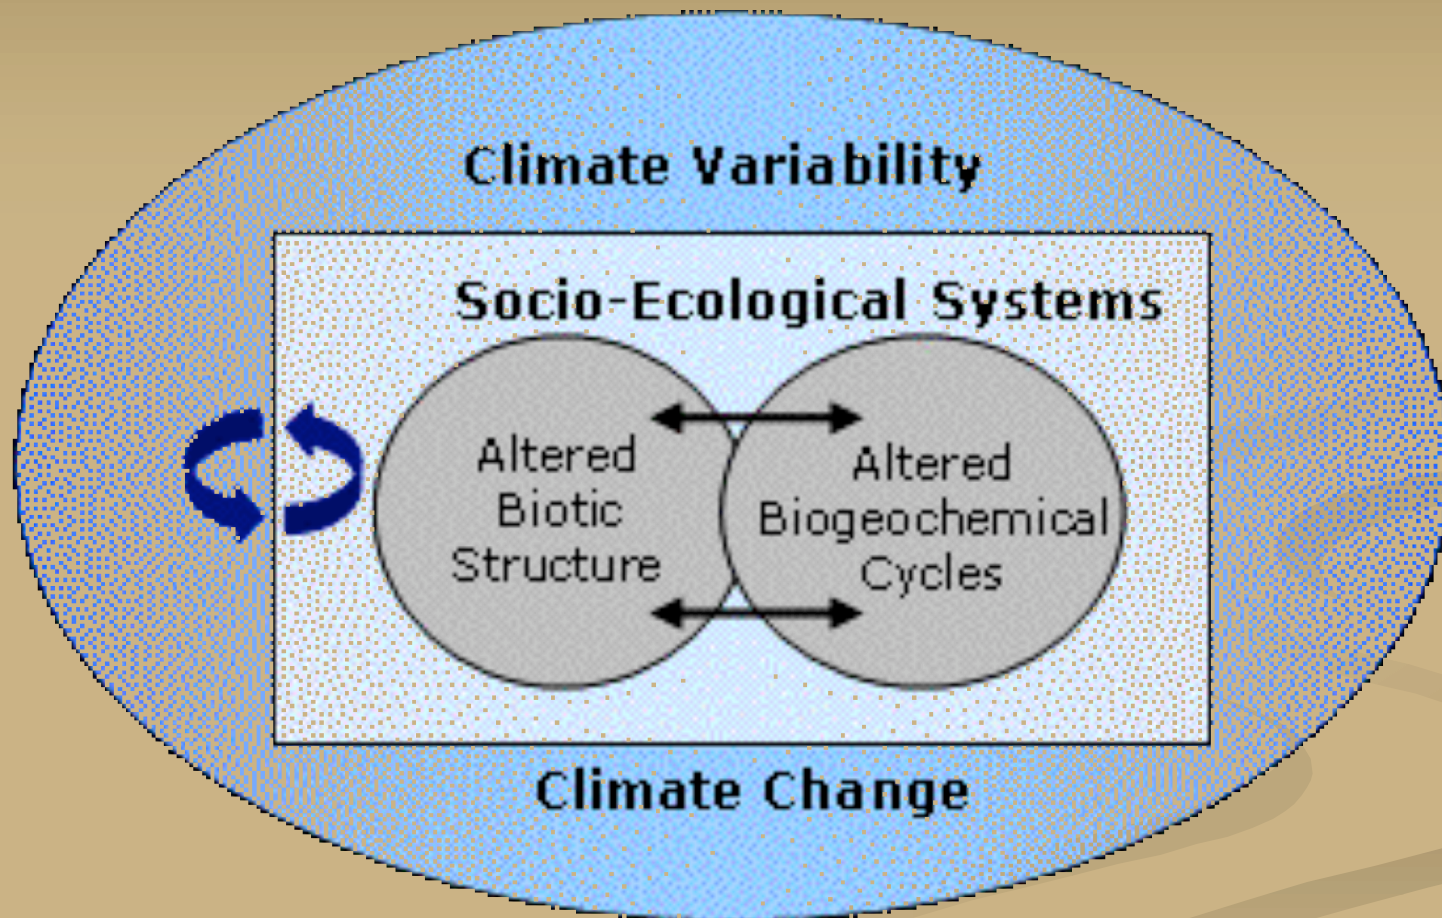 Climate Variability
Socio-Ecological Systems
Altered
Biotic
Structure
Altered
Biogeochemical
Cycles
Climate Change